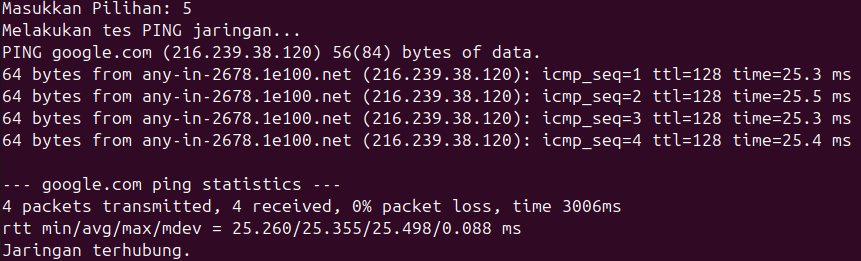 Masukkan Pilihan: 5
Melakukan tes PING jaringan...
PING google.com (216.239.38.120) 56(84) bytes of data.
64 bytes from any-in-2678.1e100.net (216.239.38.120): icmp_seq=1 ttl=128 time=25.3 ms
64 bytes from any-in-2678.1e100.net (216.239.38.120): icmp_seq=2 ttl=128 time=25.5 ms
64 bytes from any-in-2678.1e100.net (216.239.38.120): icmp_seq=3 ttl=128 time=25.3 ms
64 bytes from any-in-2678.1e100.net (216.239.38.120): icmp_seq=4 ttl=128 time=25.4 ms
--- google.com ping statistics ---
4 packets transmitted, 4 received, 0% packet loss, time 3006ms
rtt min/avg/max/mdev = 25.260/25.355/25.498/0.088 ms
Jaringan terhubung.